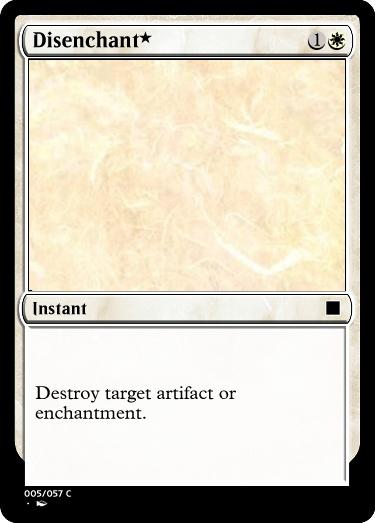 Disenchant★ 1
Instant
Destroy target artifact or
enchantment.
005/057 C